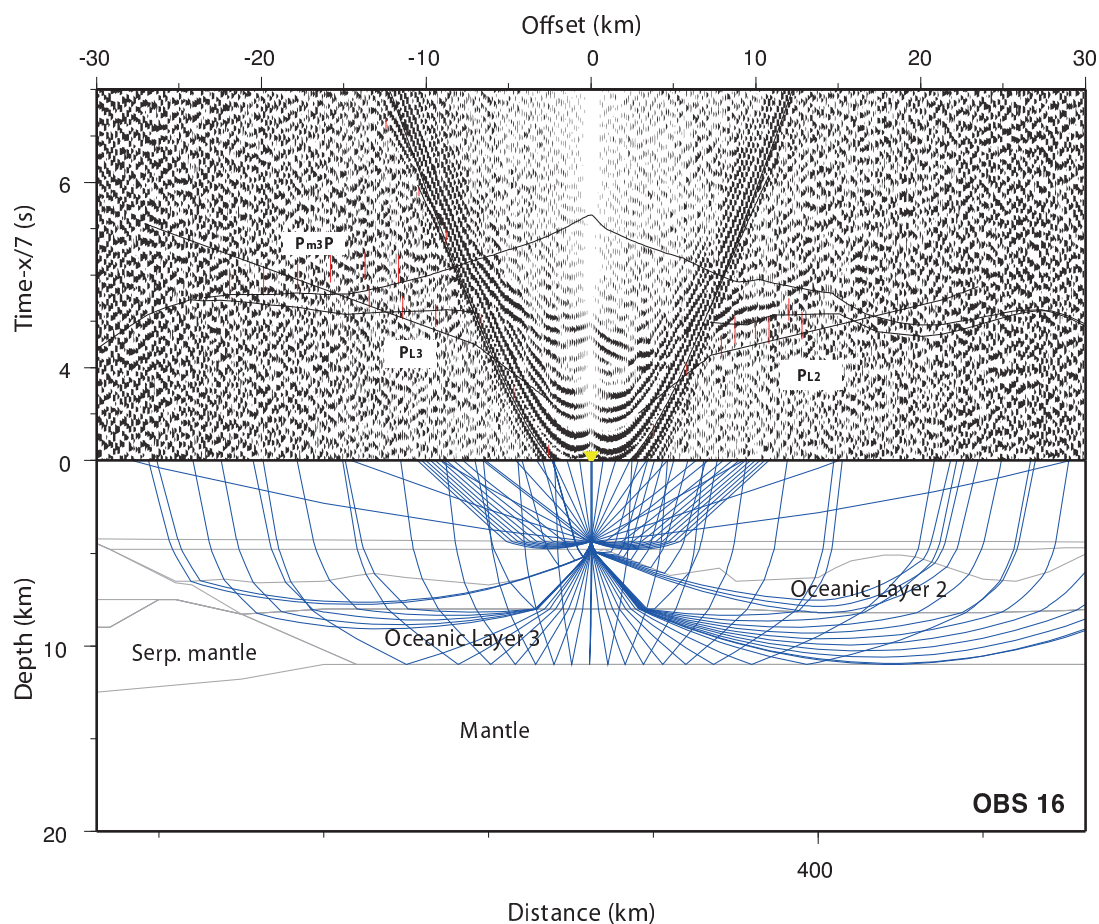 Offset (km)
-30 -20 -10 0 10 20 30
Time-x/7 (s)
6
4
0
Pm3P
PL3
PL2
Depth (km)
10
20
Oceanic Layer 2
Oceanic Layer 3
Serp. mantle
Mantle
OBS 16
400
Distance (km)